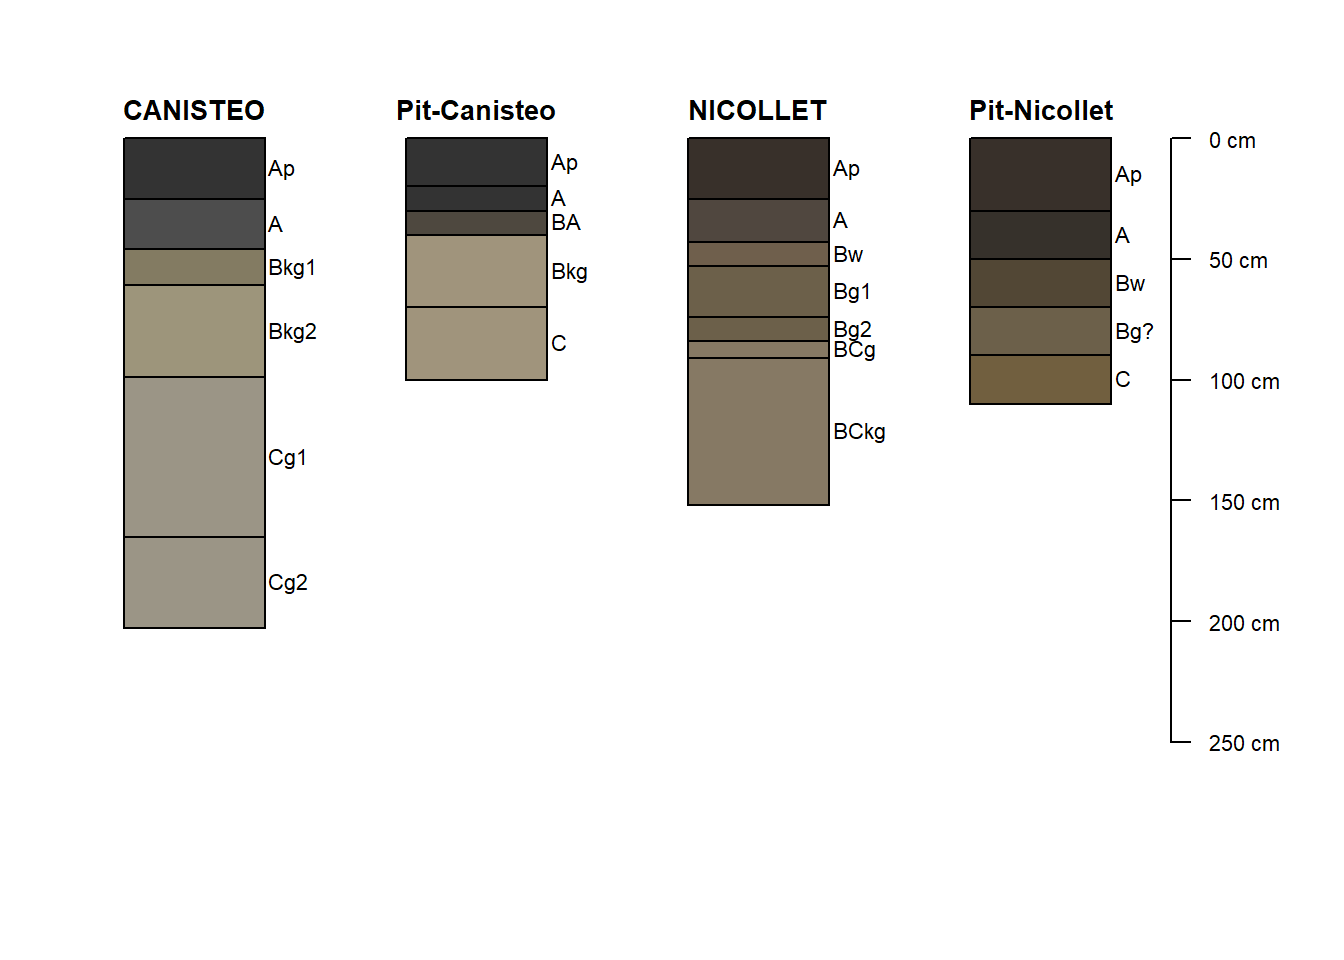 CANISTEO
Ap
A
Bkg1
Bkg2
Cg1
Cg2
Pit-Canisteo
Ap
A
BA
Bkg
C
NICOLLET
Ap
A
Bw
Bg1
Bg2
BCg
BCkg
Pit-Nicollet
Ap
A
Bw
Bg?
C
0 cm
50 cm
100 cm
150 cm
200 cm
250 cm